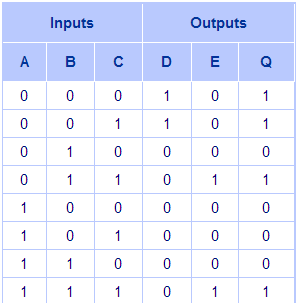 Inputs Outputs
A B C D E Q
0 0 0 1 0 1
0 0 1 1 0 1
0 1 0 0 0 0
0 1 1 0 1 1
1 0 0 0 0 0
1 0 1 0 0 0
1 1 0 0 0 0
1 1 1 0 1 1